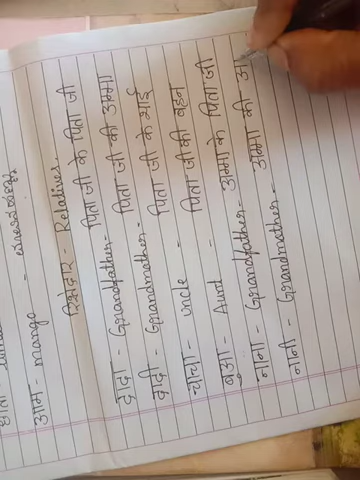 आम - mango -
रिश्तेदार - Relatives.
दादा - Grandfather - पिता जी के पिता जी
दादी - Grandmother - पिता जी की अम्मा
चाचा - uncle - पिता जी के भाई
बुआ - Aunt - पिता जी की बहन
नाना - Grandfather - अम्मा के पिता जी
नानी - Grandmother - अम्मा की